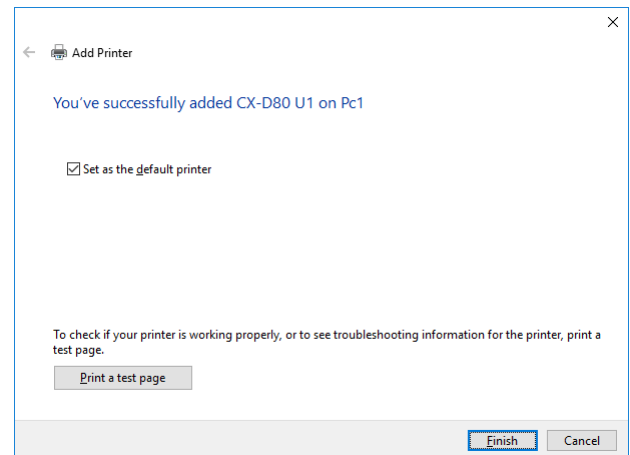 Add Printer
You've successfully added CX-D80 U1 on Pc1
Set as the default printer
To check if your printer is working properly, or to see troubleshooting information for the printer, print a
test page.
Print a test page
Finish Cancel